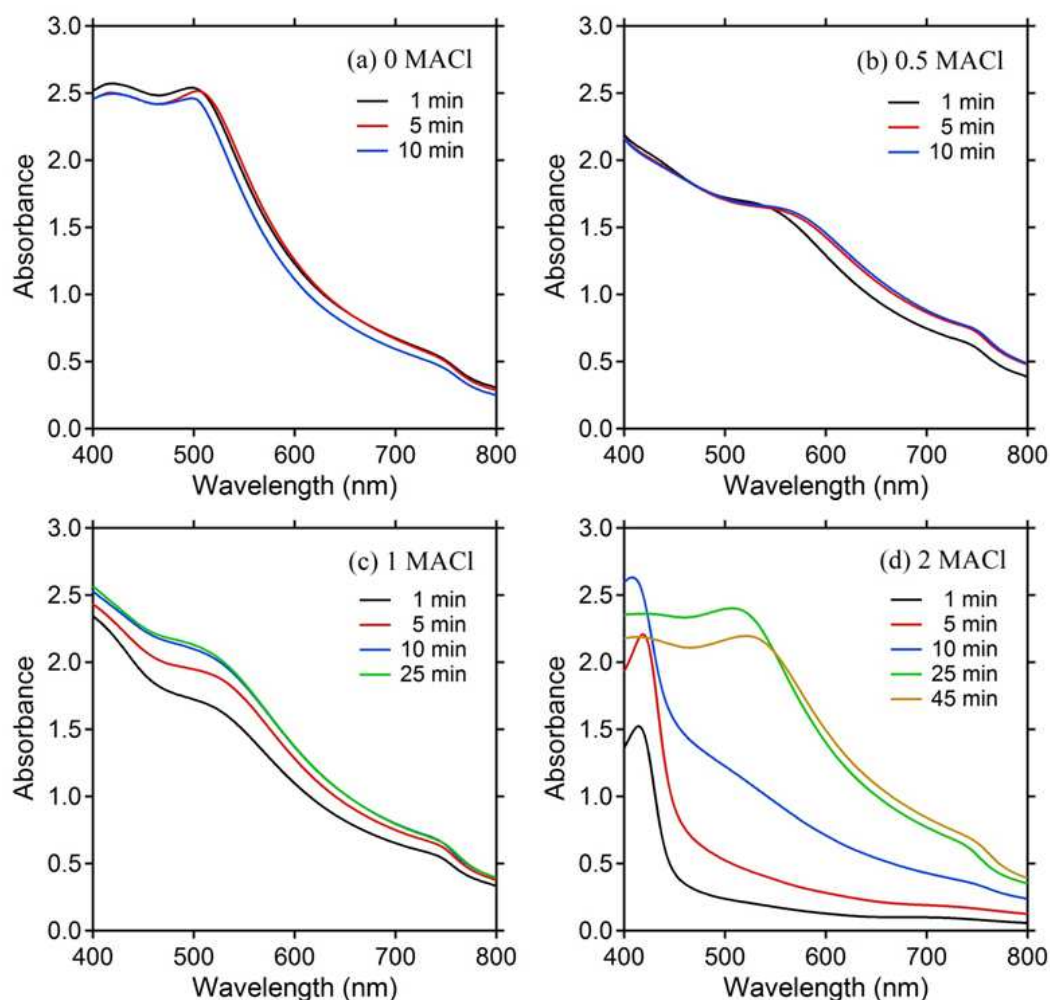 (a) 0 MACl
1 min
5 min
10 min
3.0
2.5
2.0
1.5
1.0
0.5
0.0
Absorbance
400 500 600 700 800
Wavelength (nm)
(b) 0.5 MACl
1 min
5 min
10 min
3.0
2.5
2.0
1.5
1.0
0.5
0.0
Absorbance
400 500 600 700 800
Wavelength (nm)
(c) 1 MACl
1 min
5 min
10 min
25 min
3.0
2.5
2.0
1.5
1.0
0.5
0.0
Absorbance
400 500 600 700 800
Wavelength (nm)
(d) 2 MACl
1 min
5 min
10 min
25 min
45 min
3.0
2.5
2.0
1.5
1.0
0.5
0.0
Absorbance
400 500 600 700 800
Wavelength (nm)